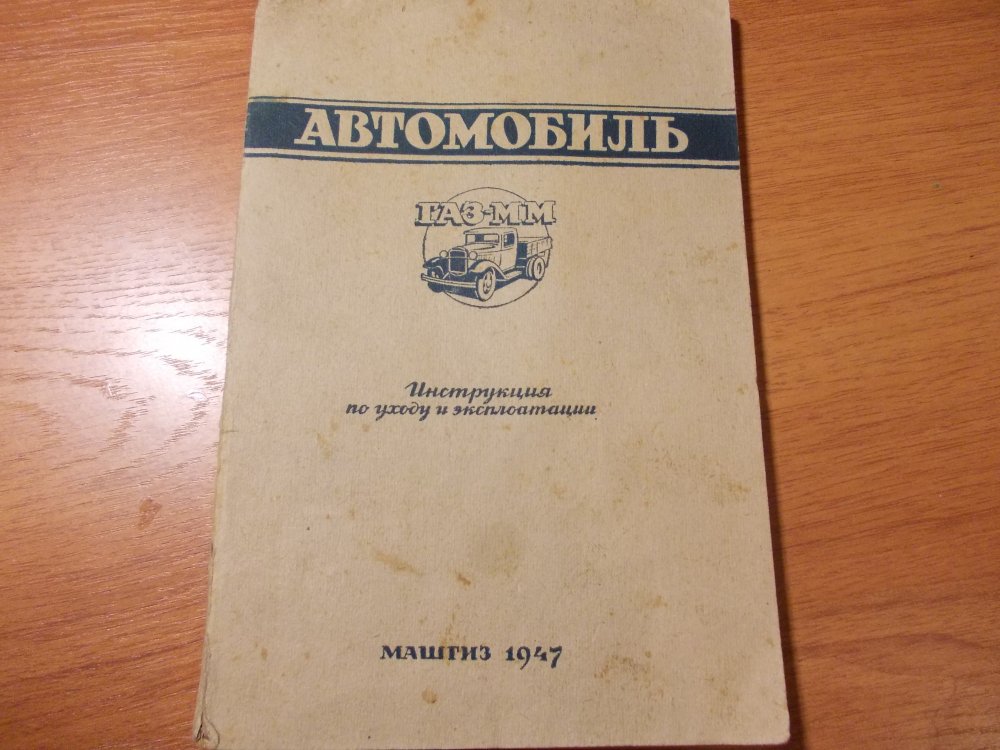 АВТОМОБИЛЬ
ГАЗ-ММ
Инструкция
по уходу и эксплоатации
МАШГИЗ 1947